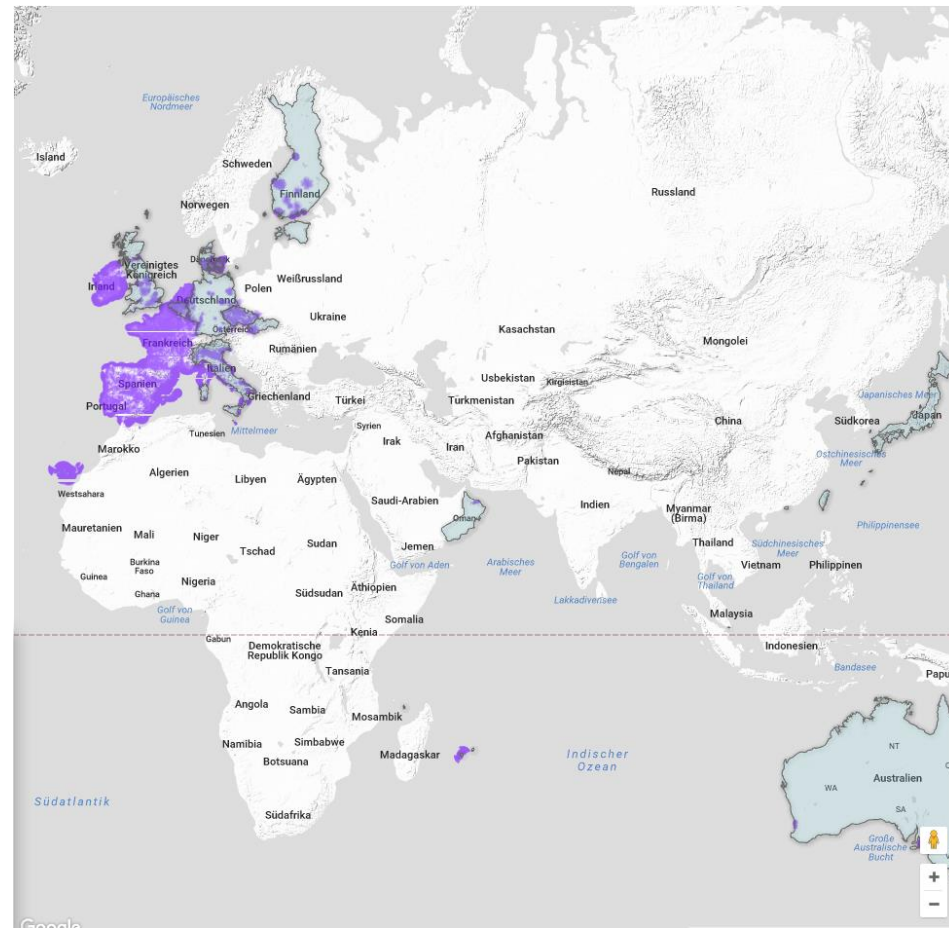 Europäisches
Nordmeer
Island
Schweden
Finnland
Norwegen
Russland
Vereinigtes
Königreich
Irland
Deutschland
Polen
Weißrussland
Ukraine
Kasachstan
Mongolei
Frankreich
Rumänien
Italien
Spanien
Portugal
Griechenland
Türkei
Usbekistan
Kirgisistan
Turkmenistan
China
Südkorea
Japanisches Meer
Japan
Ostchinesisches
Meer
Mittelmeer
Tunesien
Syrien
Marokko
Irak
Iran
Afghanistan
Pakistan
Nepal
Algerien
Libyen
Ägypten
Westsahara
Saudi-Arabien
Oman
Indien
Myanmar
(Birma)
Philippinensee
Mauretanien
Mali
Niger
Tschad
Sudan
Jemen
Golf von Aden
Arabisches
Meer
Golf von
Bengalen
Thailand
Südchinesisches
Meer
Vietnam
Philippinen
Golf von
Thailand
Burkina
Faso
Guinea
Ghana
Nigeria
Südsudan
Äthiopien
Somalia
Lakkadivensee
Malaysia
Golf von
Guinea
Gabun
Kenia
Demokratische
Republik Kongo
Tansania
Indonesien
Bandasee
Papu
Angola
Sambia
Mosambik
Namibia
Simbabwe
Botsuana
Madagaskar
Indischer
Ozean
Südatlantik
Südafrika
NT
WA
Australien
SA
Große
Australische
Bucht
Google